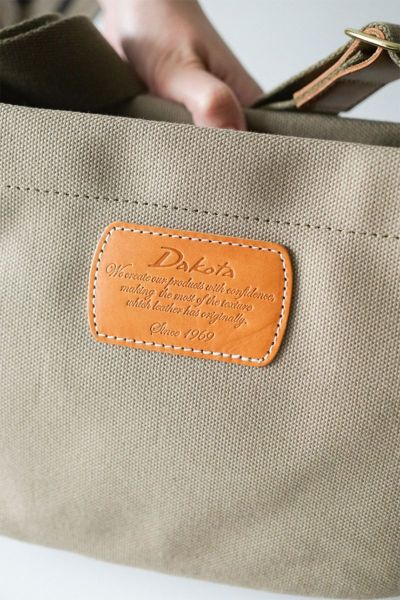 Dakota
We create our products with confidence,
making the most of the texture
which leather has originally.
Since 1969